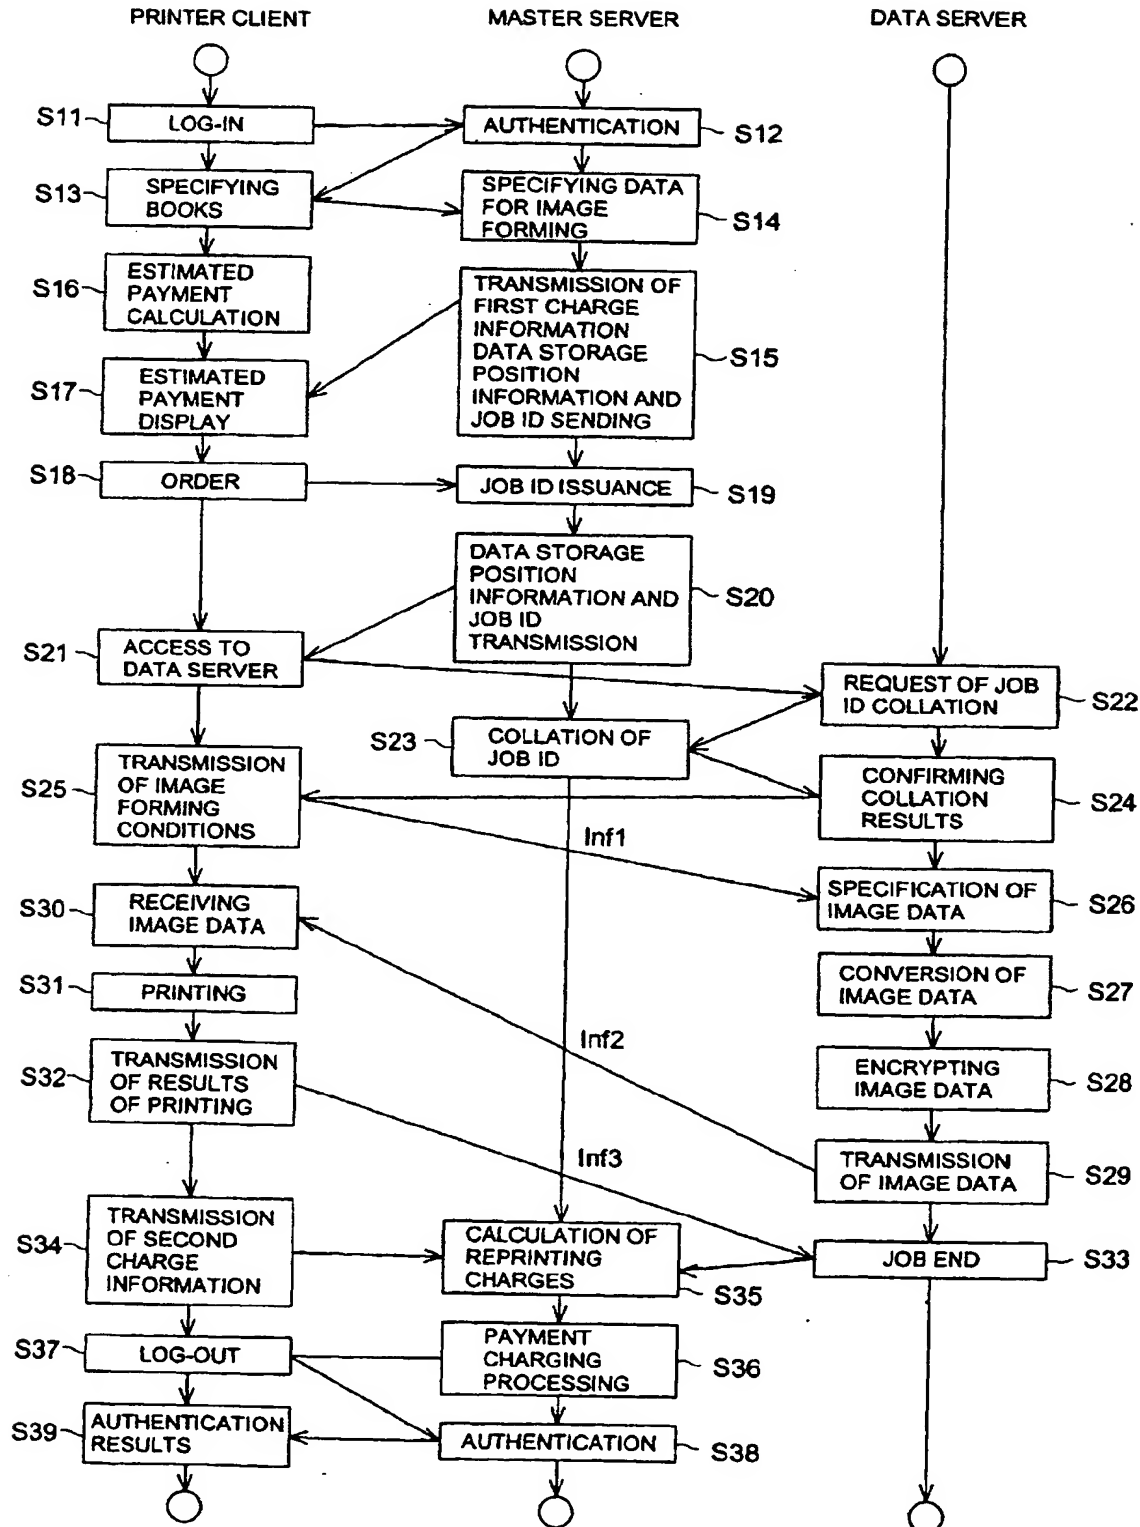 PRINTER CLIENT
MASTER SERVER
DATA SERVER
S11
LOG-IN
AUTHENTICATION
S12
S13
SPECIFYING
BOOKS
SPECIFYING DATA
FOR IMAGE
FORMING
S14
S16
ESTIMATED
PAYMENT
CALCULATION
TRANSMISSION OF
FIRST CHARGE
INFORMATION
DATA STORAGE
POSITION
INFORMATION AND
JOB ID SENDING
S15
S17
ESTIMATED
PAYMENT
DISPLAY
S18
ORDER
JOB ID ISSUANCE
S19
DATA STORAGE
POSITION
INFORMATION AND
JOB ID
TRANSMISSION
S20
S21
ACCESS TO
DATA SERVER
REQUEST OF JOB
ID COLLATION
S22
S23
COLLATION OF
JOB ID
S25
TRANSMISSION
OF IMAGE
FORMING
CONDITIONS
CONFIRMING
COLLATION
RESULTS
S24
Inf1
S30
RECEIVING
IMAGE DATA
SPECIFICATION OF
IMAGE DATA
S26
S31
PRINTING
CONVERSION OF
IMAGE DATA
S27
Inf2
S32
TRANSMISSION
OF RESULTS
OF PRINTING
ENCRYPTING
IMAGE DATA
S28
Inf3
TRANSMISSION
OF IMAGE DATA
S29
S34
TRANSMISSION
OF SECOND
CHARGE
INFORMATION
CALCULATION OF
REPRINTING
CHARGES
S35
JOB END
S33
S37
LOG-OUT
PAYMENT
CHARGING
PROCESSING
S36
S39
AUTHENTICATION
RESULTS
AUTHENTICATION
S38